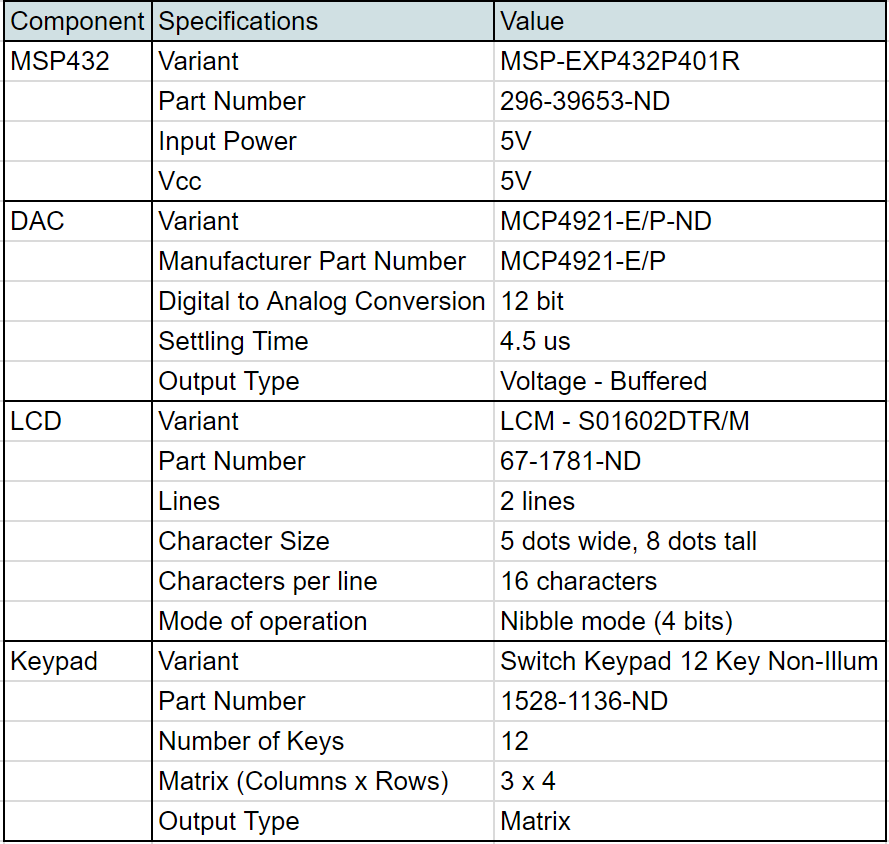 Component Specifications Value
MSP432 Variant MSP-EXP432P401R
Part Number 296-39653-ND
Input Power 5V
Vcc 5V
DAC Variant MCP4921-E/P-ND
Manufacturer Part Number MCP4921-E/P
Digital to Analog Conversion 12 bit
Settling Time 4.5 us
Output Type Voltage - Buffered
LCD Variant LCM - S01602DTR/M
Part Number 67-1781-ND
Lines 2 lines
Character Size 5 dots wide, 8 dots tall
Characters per line 16 characters
Mode of operation Nibble mode (4 bits)
Keypad Variant Switch Keypad 12 Key Non-Illum
Part Number 1528-1136-ND
Number of Keys 12
Matrix (Columns x Rows) 3 x 4
Output Type Matrix